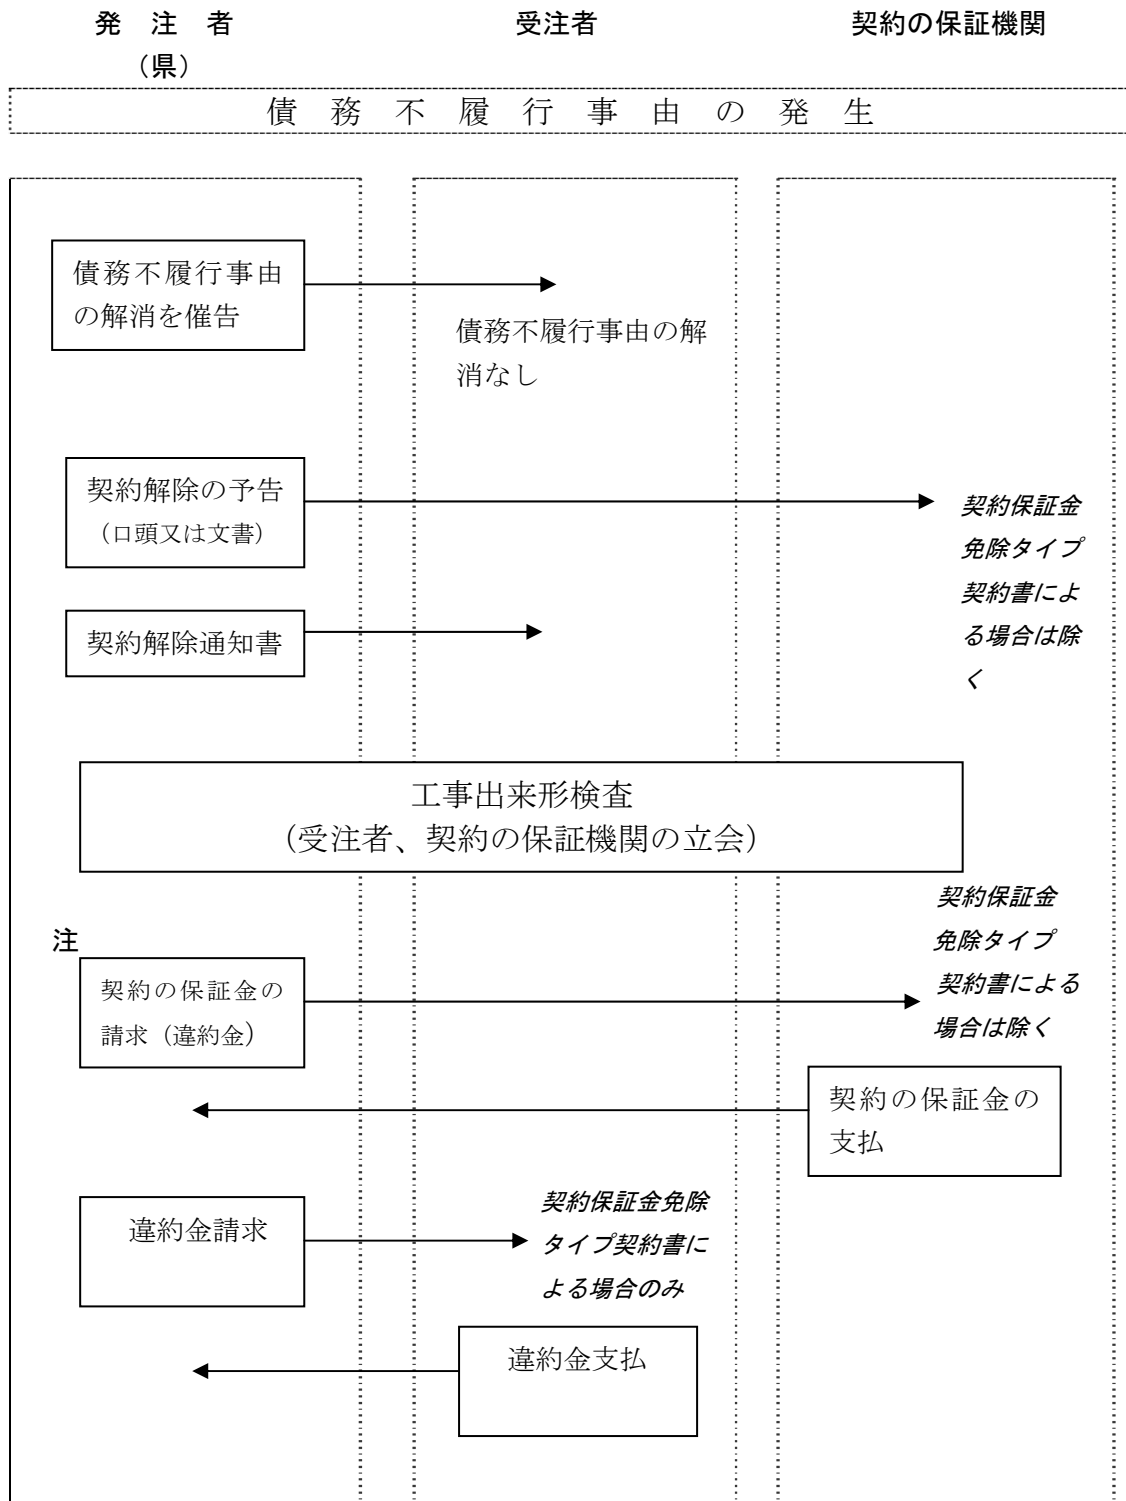 発　注　者　受注者　契約の保証機関
（県）
債務不履行事由の発生
債務不履行事由
の解消を催告
債務不履行事由の解
消なし
契約解除の予告
（口頭又は文書）
契約保証金
免除タイプ
契約書によ
る場合は除
く
契約解除通知書
工事出来形検査
（受注者、契約の保証機関の立会）
注
契約の保証金の
請求（違約金）
契約保証金
免除タイプ
契約書による
場合は除く
契約の保証金の
支払
違約金請求
契約保証金免除
タイプ契約書に
よる場合のみ
違約金支払